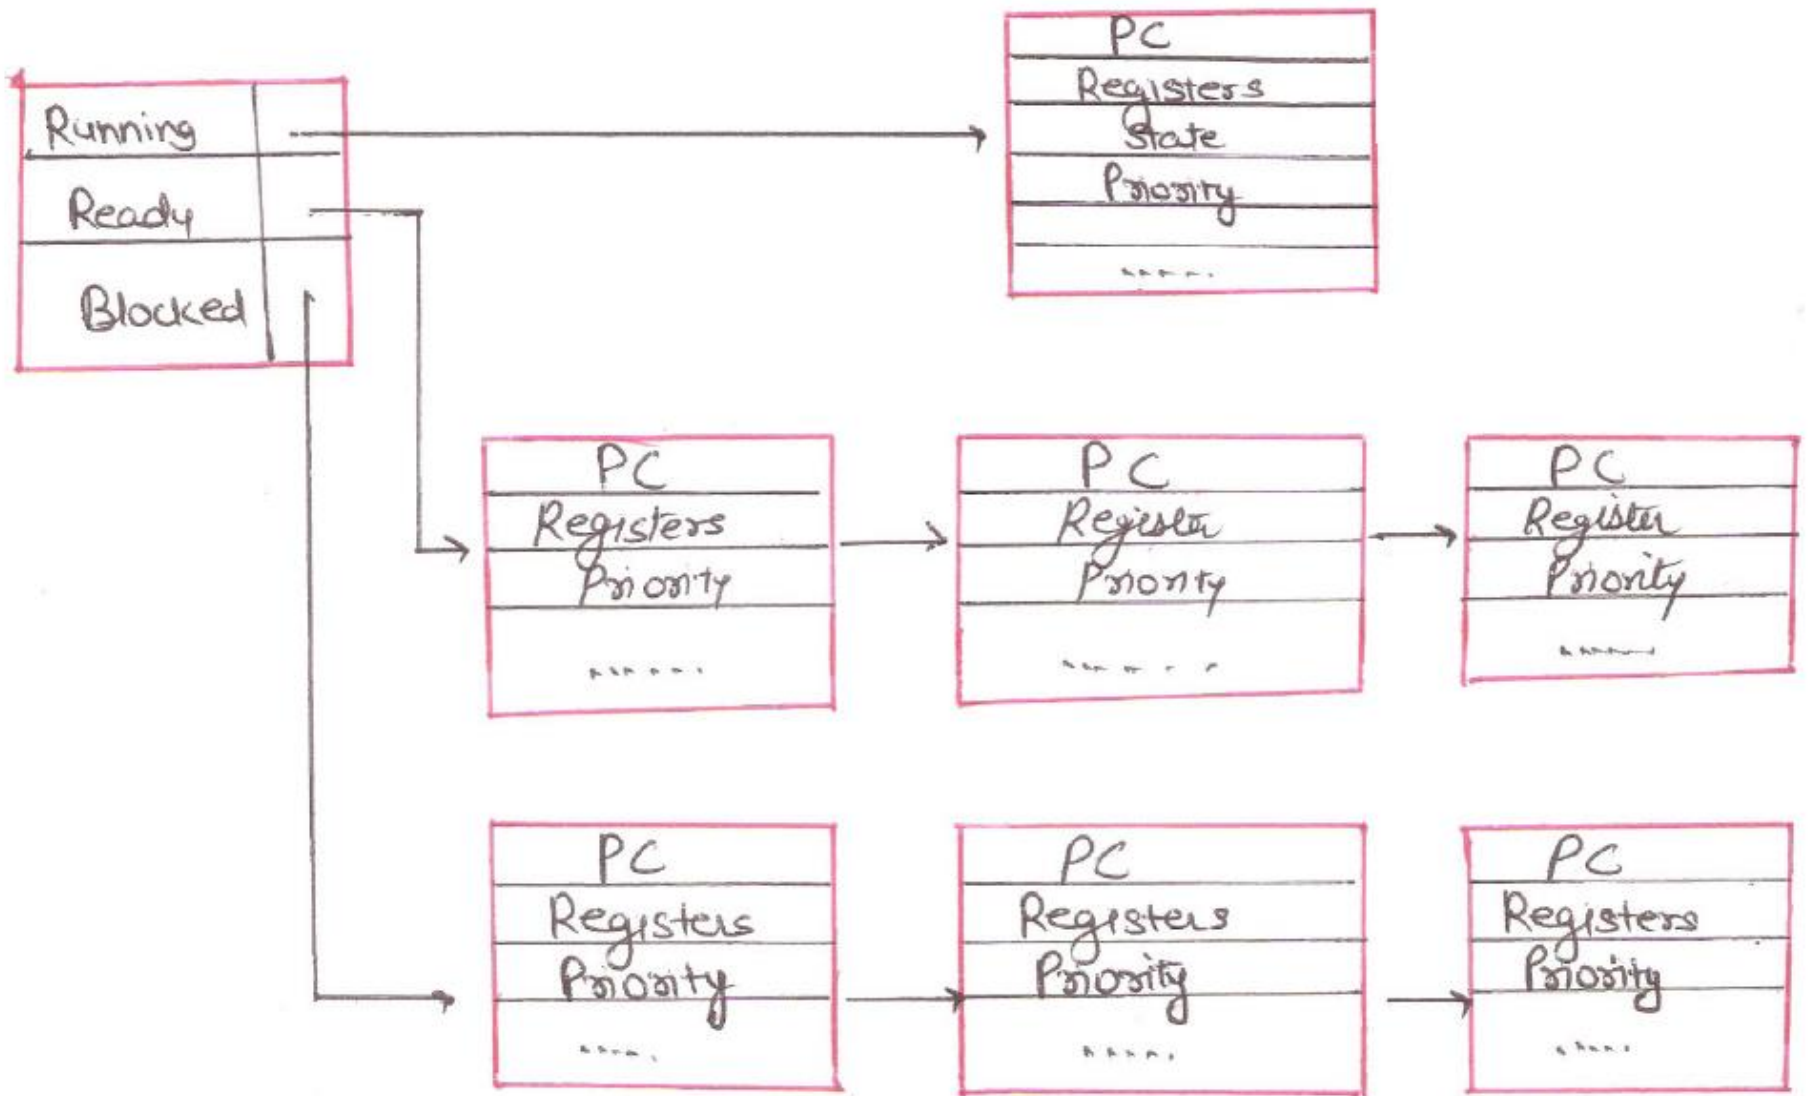 Running
Ready
Blocked
PC
Registers
State
Priority
.....
PC
Registers
Priority
......
PC
Register
Priority
......
PC
Register
Priority
......
PC
Registers
Priority
....
PC
Registers
Priority
.....
PC
Registers
Priority
.....